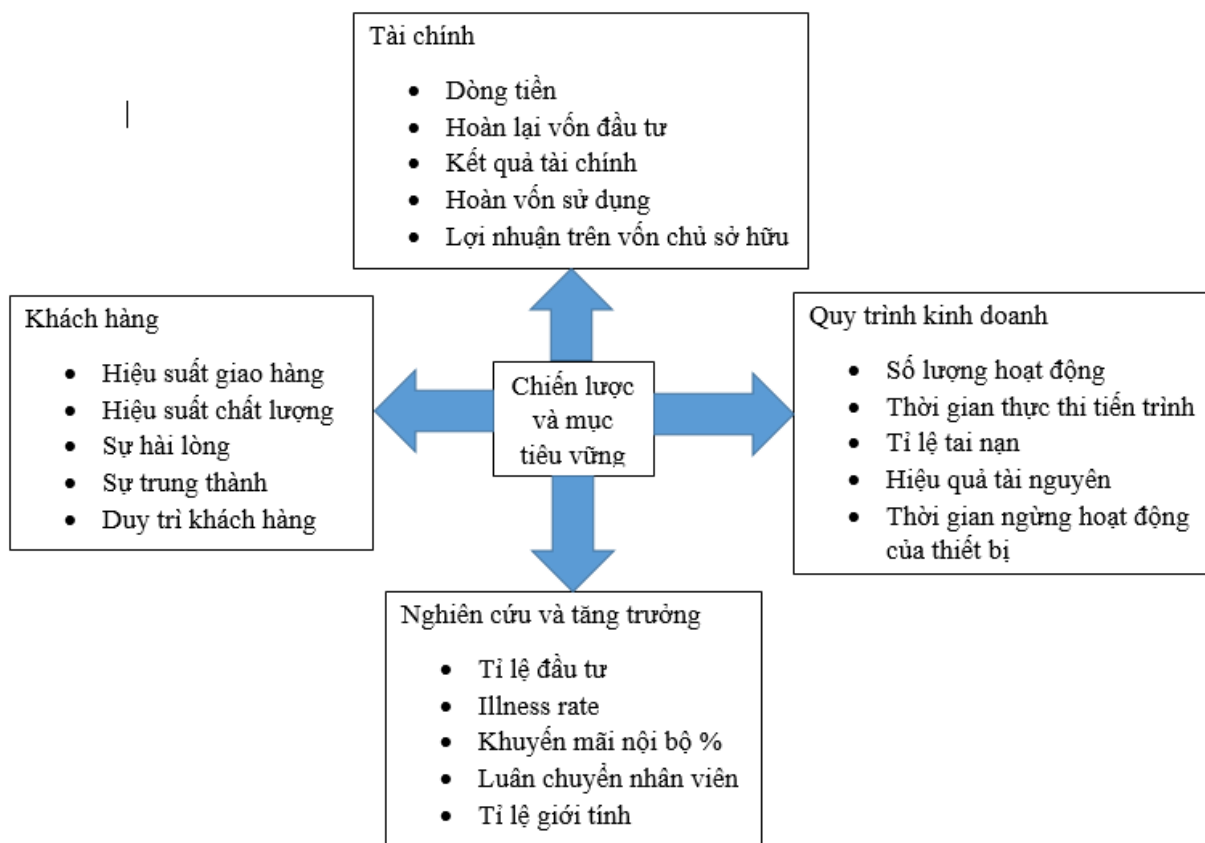 Tài chính
• Dòng tiền
• Hoàn lại vốn đầu tư
• Kết quả tài chính
• Hoàn vốn sử dụng
• Lợi nhuận trên vốn chủ sở hữu
Khách hàng
• Hiệu suất giao hàng
• Hiệu suất chất lượng
• Sự hài lòng
• Sự trung thành
• Duy trì khách hàng
Chiến lược
và mục
tiêu vững
Quy trình kinh doanh
• Số lượng hoạt động
• Thời gian thực thi tiến trình
• Tỉ lệ tai nạn
• Hiệu quả tài nguyên
• Thời gian ngừng hoạt động
của thiết bị
Nghiên cứu và tăng trưởng
• Tỉ lệ đầu tư
• Illness rate
• Khuyến mãi nội bộ %
• Luân chuyển nhân viên
• Tỉ lệ giới tính